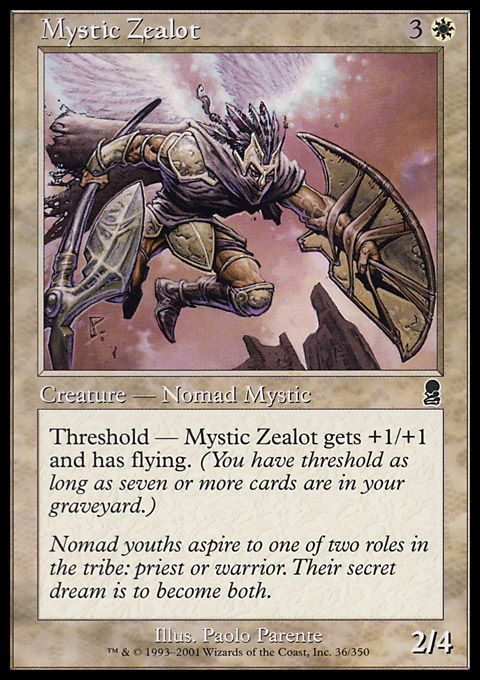 Mystic Zealot 3
Creature — Nomad Mystic
Threshold — Mystic Zealot gets +1/+1
and has flying. (You have threshold as
long as seven or more cards are in your
graveyard.)
Nomad youths aspire to one of two roles in
the tribe: priest or warrior. Their secret
dream is to become both.
Illus. Paolo Parente
™ & © 1993–2001 Wizards of the Coast, Inc. 36/350
2/4